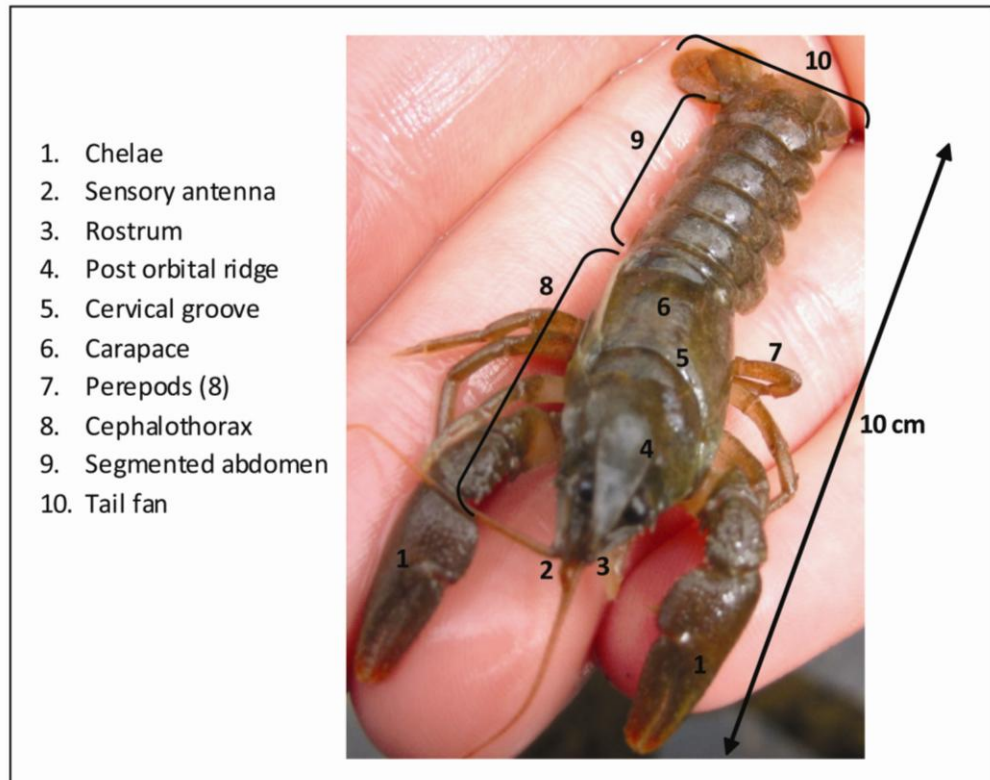 1. Chelae
2. Sensory antenna
3. Rostrum
4. Post orbital ridge
5. Cervical groove
6. Carapace
7. Perepods (8)
8. Cephalothorax
9. Segmented abdomen
10. Tail fan
10
9
8
6
5
7
4
10 cm
1
2
3
1